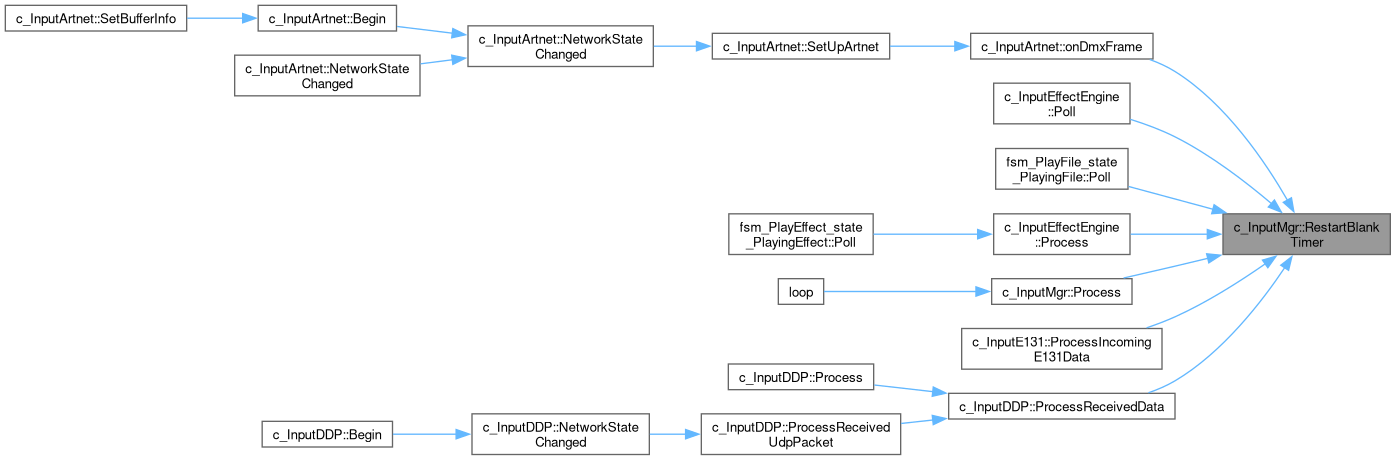 c_InputArtnet::SetBufferInfo
c_InputArtnet::Begin
c_InputArtnet::NetworkState
Changed
c_InputArtnet::NetworkState
Changed
c_InputArtnet::SetUpArtnet
c_InputArtnet::onDmxFrame
c_InputEffectEngine
::Poll
fsm_PlayFile_state
_PlayingFile::Poll
fsm_PlayEffect_state
_PlayingEffect::Poll
c_InputEffectEngine
::Process
c_InputMgr::RestartBlank
Timer
loop
c_InputMgr::Process
c_InputE131::ProcessIncoming
E131Data
c_InputDDP::Process
c_InputDDP::ProcessReceivedData
c_InputDDP::Begin
c_InputDDP::NetworkState
Changed
c_InputDDP::ProcessReceived
UdpPacket